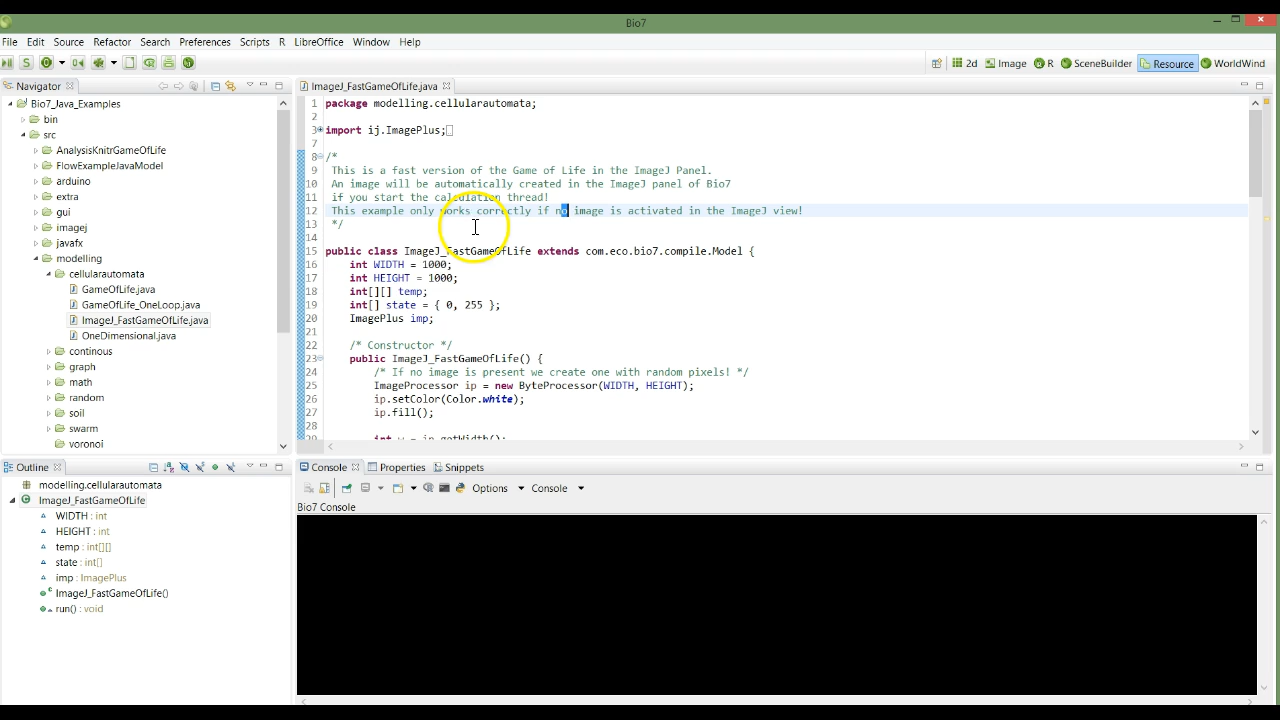 Bio7
File Edit Source Refactor Search Preferences Scripts R LibreOffice Window Help
2d Image R SceneBuilder Resource WorldWind
Navigator
Bio7_Java_Examples
bin
src
AnalysisKnitrGameOfLife
FlowExampleJavaModel
arduino
extra
gui
imagej
javafx
modelling
cellularautomata
GameOfLife.java
GameOfLife_OneLoop.java
ImageJ_FastGameOfLife.java
OneDimensional.java
continous
graph
math
random
soil
swarm
voronoi
ImageJ_FastGameOfLife.java
1 package modelling.cellularautomata;
2
3 import ij.ImagePlus;
7
8 /*
9 This is a fast version of the Game of Life in the ImageJ Panel.
10 An image will be automatically created in the ImageJ panel of Bio7
11 if you start the calculation thread!
12 This example only works correctly if no image is activated in the ImageJ view!
13 */
14
15 public class ImageJ_FastGameOfLife extends com.eco.bio7.compile.Model {
16 int WIDTH = 1000;
17 int HEIGHT = 1000;
18 int[][] temp;
19 int[] state = { 0, 255 };
20 ImagePlus imp;
21
22 /* Constructor */
23 public ImageJ_FastGameOfLife() {
24 /* If no image is present we create one with random pixels! */
25 ImageProcessor ip = new ByteProcessor(WIDTH, HEIGHT);
26 ip.setColor(Color.white);
27 ip.fill();
28
29 int w = ip.getWidth();
Outline
modelling.cellularautomata
ImageJ_FastGameOfLife
WIDTH : int
HEIGHT : int
temp : int[][]
state : int[]
imp : ImagePlus
ImageJ_FastGameOfLife()
run() : void
Console Properties Snippets
Options Console
Bio7 Console